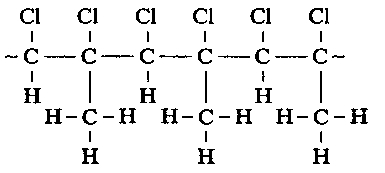 Cl Cl Cl Cl Cl Cl
~ C — C — C — C — C — C ~
H H H
H–C–H H–C–H H–C–H
H H H